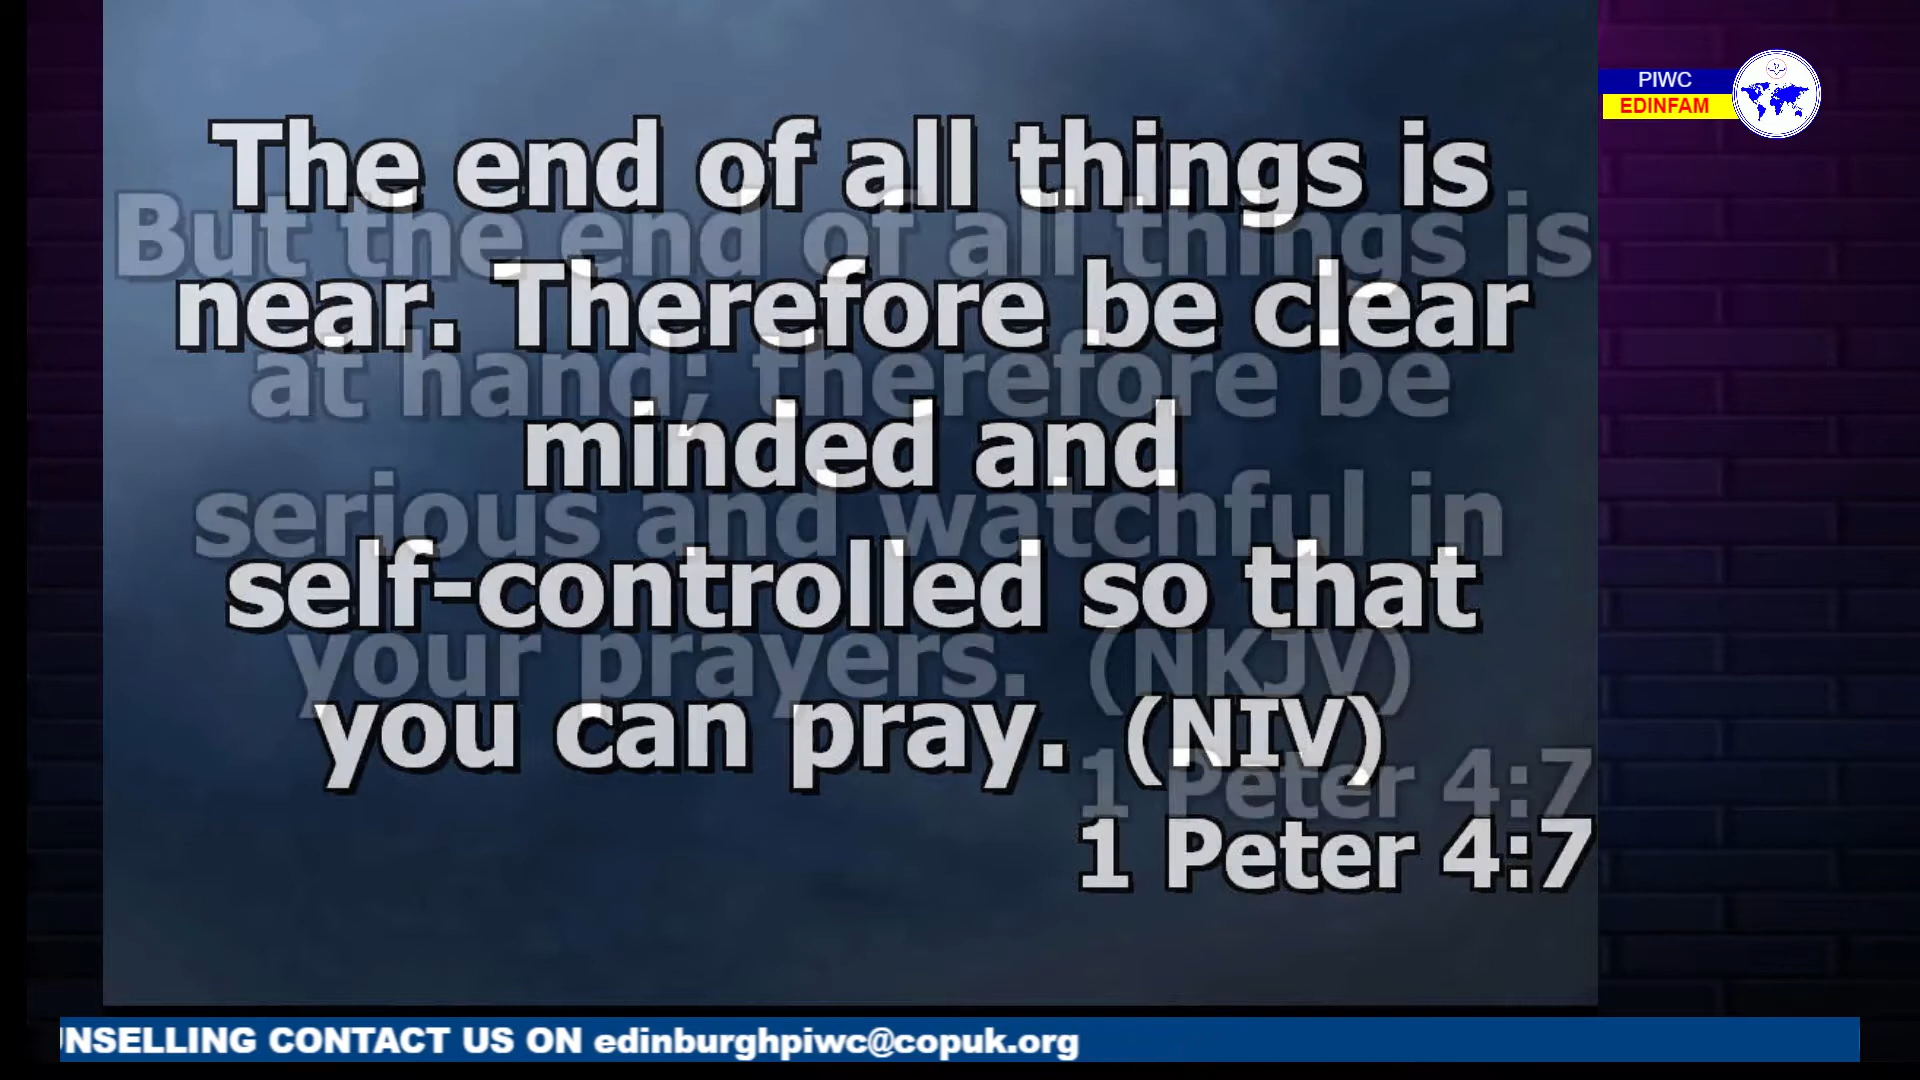 The end of all things is
near. Therefore be clear
minded and
self-controlled so that
you can pray. (NIV)
1 Peter 4:7
But the end of all things is
at hand; therefore be
serious and watchful in
your prayers. (NKJV)
1 Peter 4:7
PIWC
EDINFAM
NSELLING CONTACT US ON edinburghpiwc@copuk.org